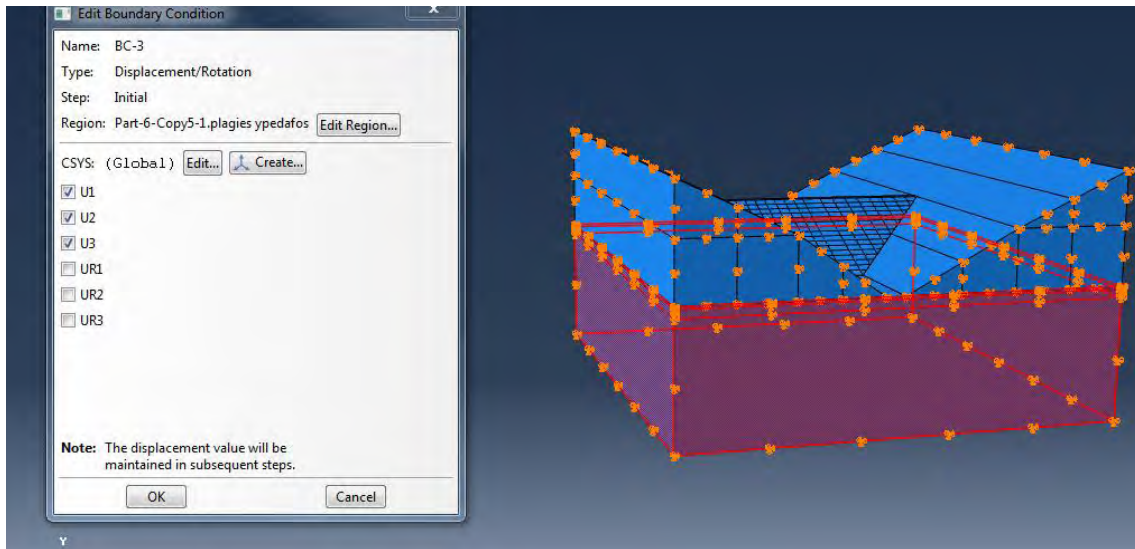 Edit Boundary Condition
Name: BC-3
Type: Displacement/Rotation
Step: Initial
Region: Part-6-Copy5-1.plagies ypedafos Edit Region...
CSYS: (Global) Edit... Create...
U1
U2
U3
UR1
UR2
UR3
Note: The displacement value will be
maintained in subsequent steps.
OK Cancel
Y